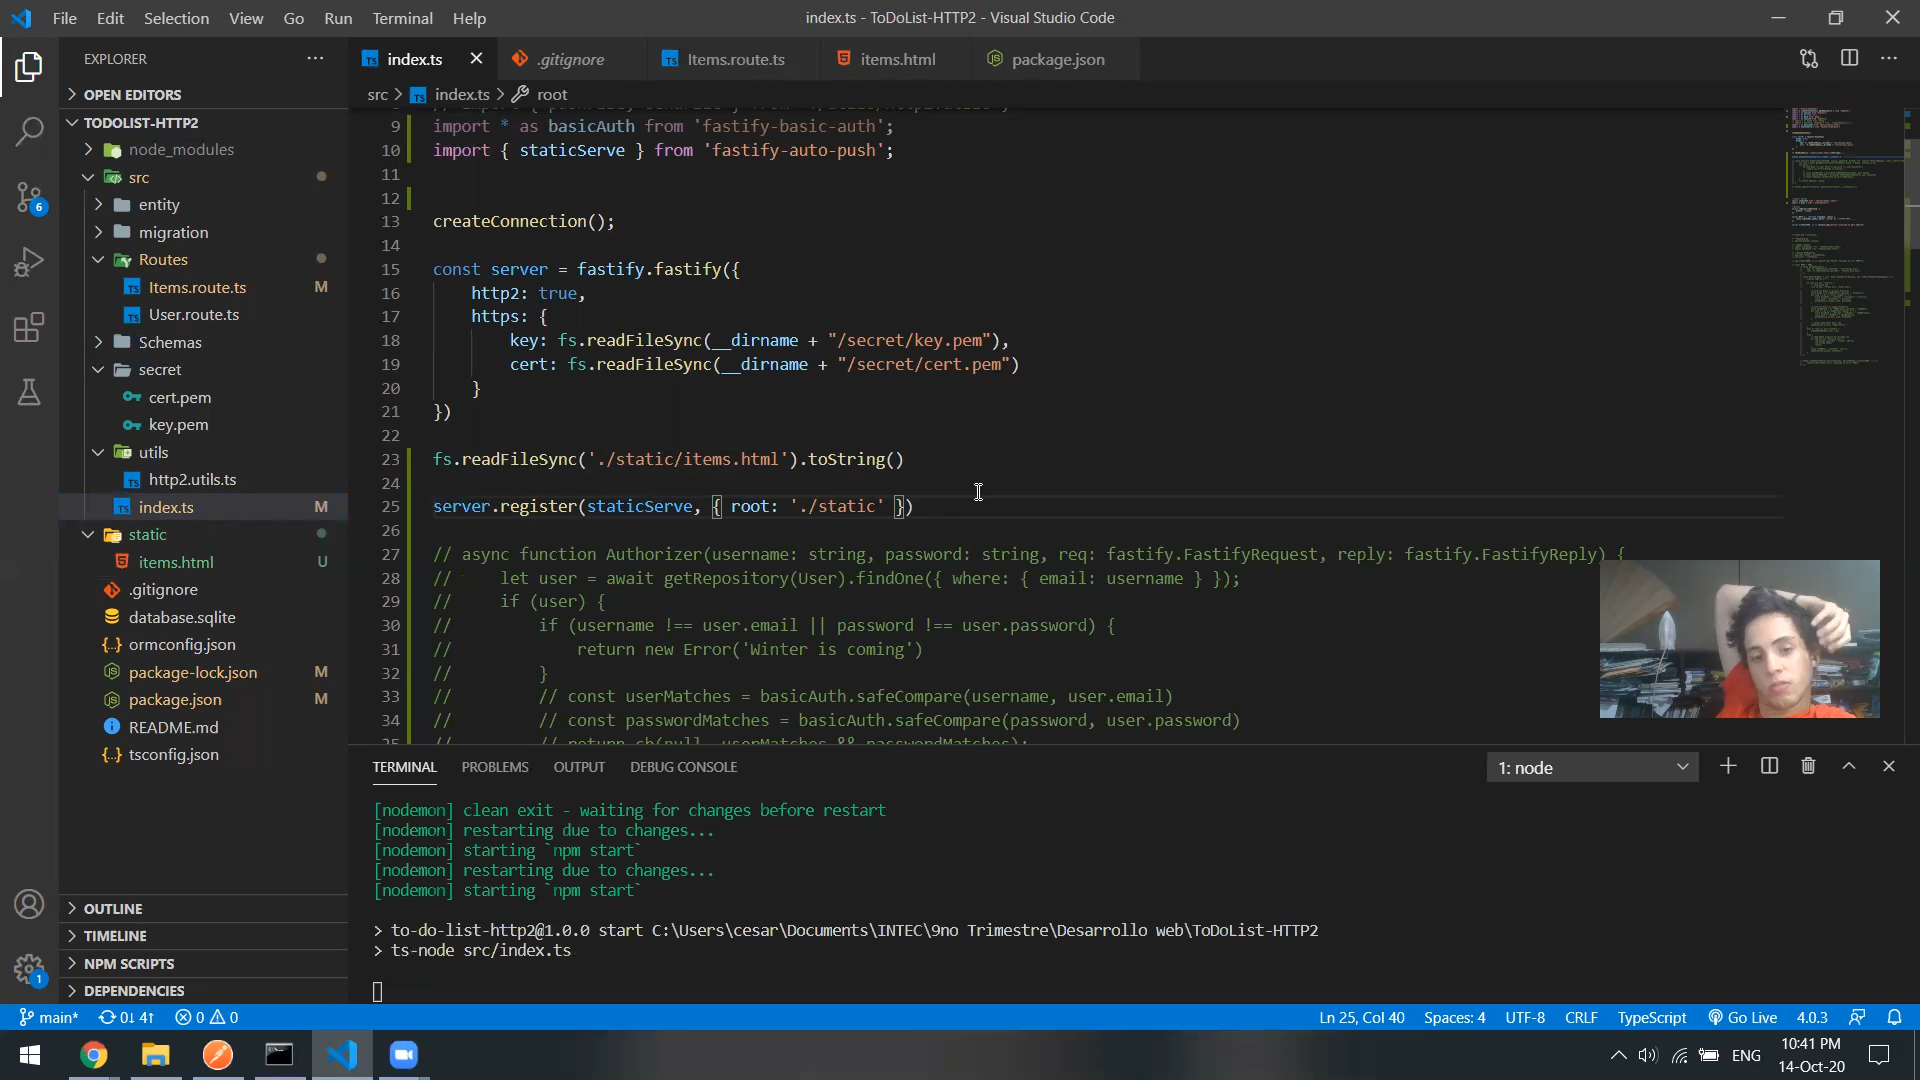 File Edit Selection View Go Run Terminal Help
index.ts - ToDoList-HTTP2 - Visual Studio Code
EXPLORER
OPEN EDITORS
TODOLIST-HTTP2
node_modules
src
entity
migration
Routes
Items.route.ts M
User.route.ts
Schemas
secret
cert.pem
key.pem
utils
http2.utils.ts
index.ts M
static
items.html U
.gitignore
database.sqlite
ormconfig.json
package-lock.json M
package.json M
README.md
tsconfig.json
OUTLINE
TIMELINE
NPM SCRIPTS
DEPENDENCIES
6
1
index.ts .gitignore Items.route.ts items.html package.json
src > index.ts > root
9 import * as basicAuth from 'fastify-basic-auth';
10 import { staticServe } from 'fastify-auto-push';
11
12
13 createConnection();
14
15 const server = fastify.fastify({
16 http2: true,
17 https: {
18 key: fs.readFileSync(__dirname + "/secret/key.pem"),
19 cert: fs.readFileSync(__dirname + "/secret/cert.pem")
20 }
21 })
22
23 fs.readFileSync('./static/items.html').toString()
24
25 server.register(staticServe, { root: './static' })
26
27 // async function Authorizer(username: string, password: string, req: fastify.FastifyRequest, reply: fastify.FastifyReply) {
28 // let user = await getRepository(User).findOne({ where: { email: username } });
29 // if (user) {
30 // if (username !== user.email || password !== user.password) {
31 // return new Error('Winter is coming')
32 // }
33 // // const userMatches = basicAuth.safeCompare(username, user.email)
34 // // const passwordMatches = basicAuth.safeCompare(password, user.password)
35 // // return cb(null, userMatches && passwordMatches);
TERMINAL PROBLEMS OUTPUT DEBUG CONSOLE
1: node
[nodemon] clean exit - waiting for changes before restart
[nodemon] restarting due to changes...
[nodemon] starting `npm start`
[nodemon] restarting due to changes...
[nodemon] starting `npm start`
> to-do-list-http2@1.0.0 start C:\Users\cesar\Documents\INTEC\9no Trimestre\Desarrollo web\ToDoList-HTTP2
> ts-node src/index.ts
main* 0↓ 4↑ 0 0
Ln 25, Col 40 Spaces: 4 UTF-8 CRLF TypeScript Go Live 4.0.3
ENG
10:41 PM
14-Oct-20